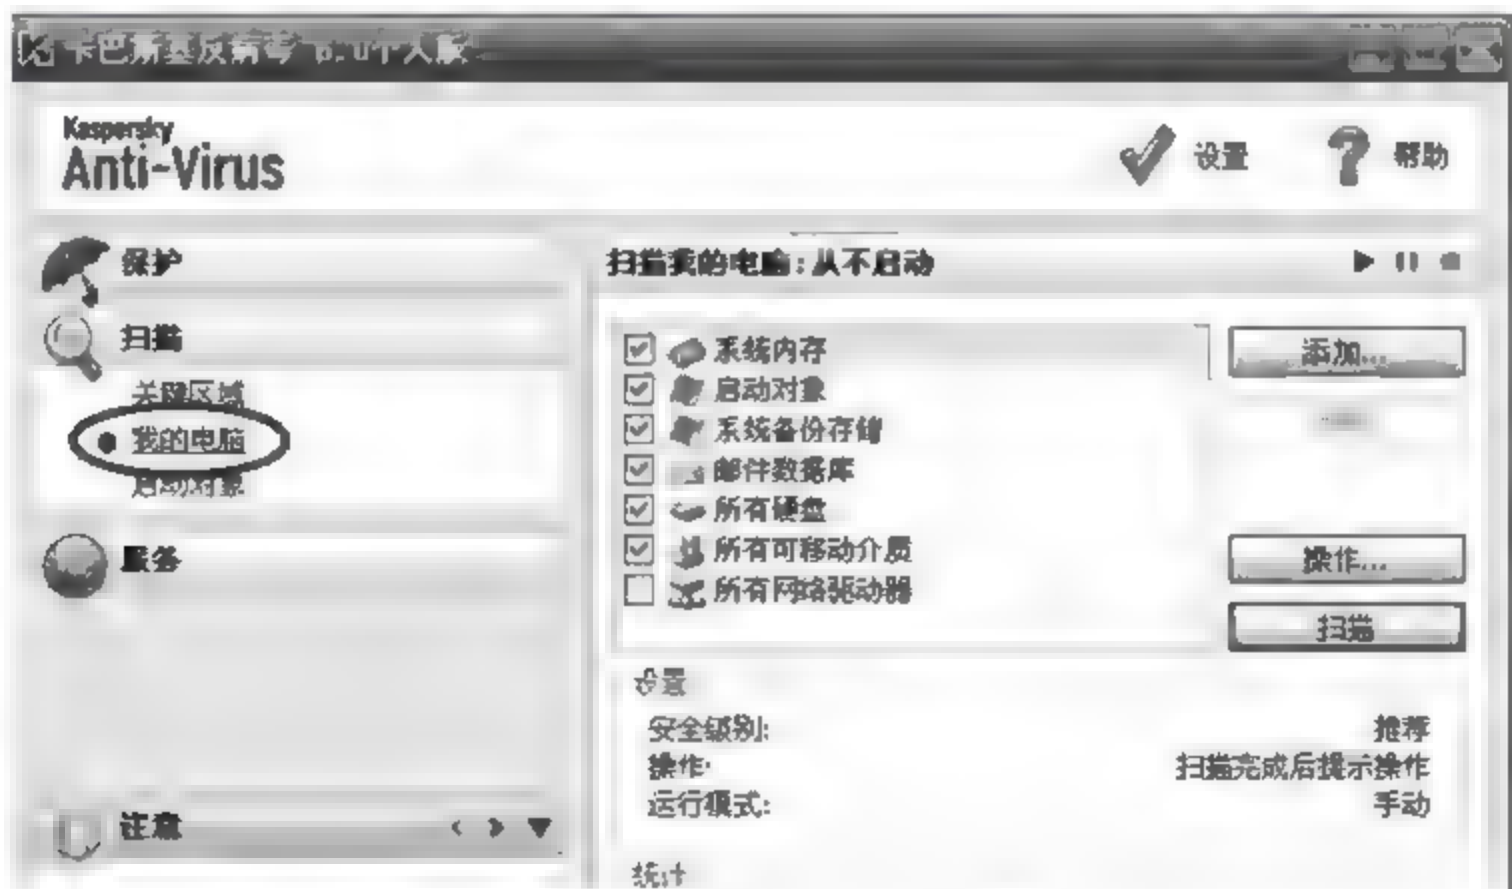 卡巴斯基反病毒 6.0个人版
Kaspersky
Anti-Virus
设置
帮助
保护
扫描
关键区域
我的电脑
启动对象
服务
注意
扫描我的电脑:从不启动
系统内存
启动对象
系统备份存储
邮件数据库
所有硬盘
所有可移动介质
所有网络驱动器
添加...
操作...
扫描
设置
安全级别:
推荐
操作:
扫描完成后提示操作
运行模式:
手动
统计